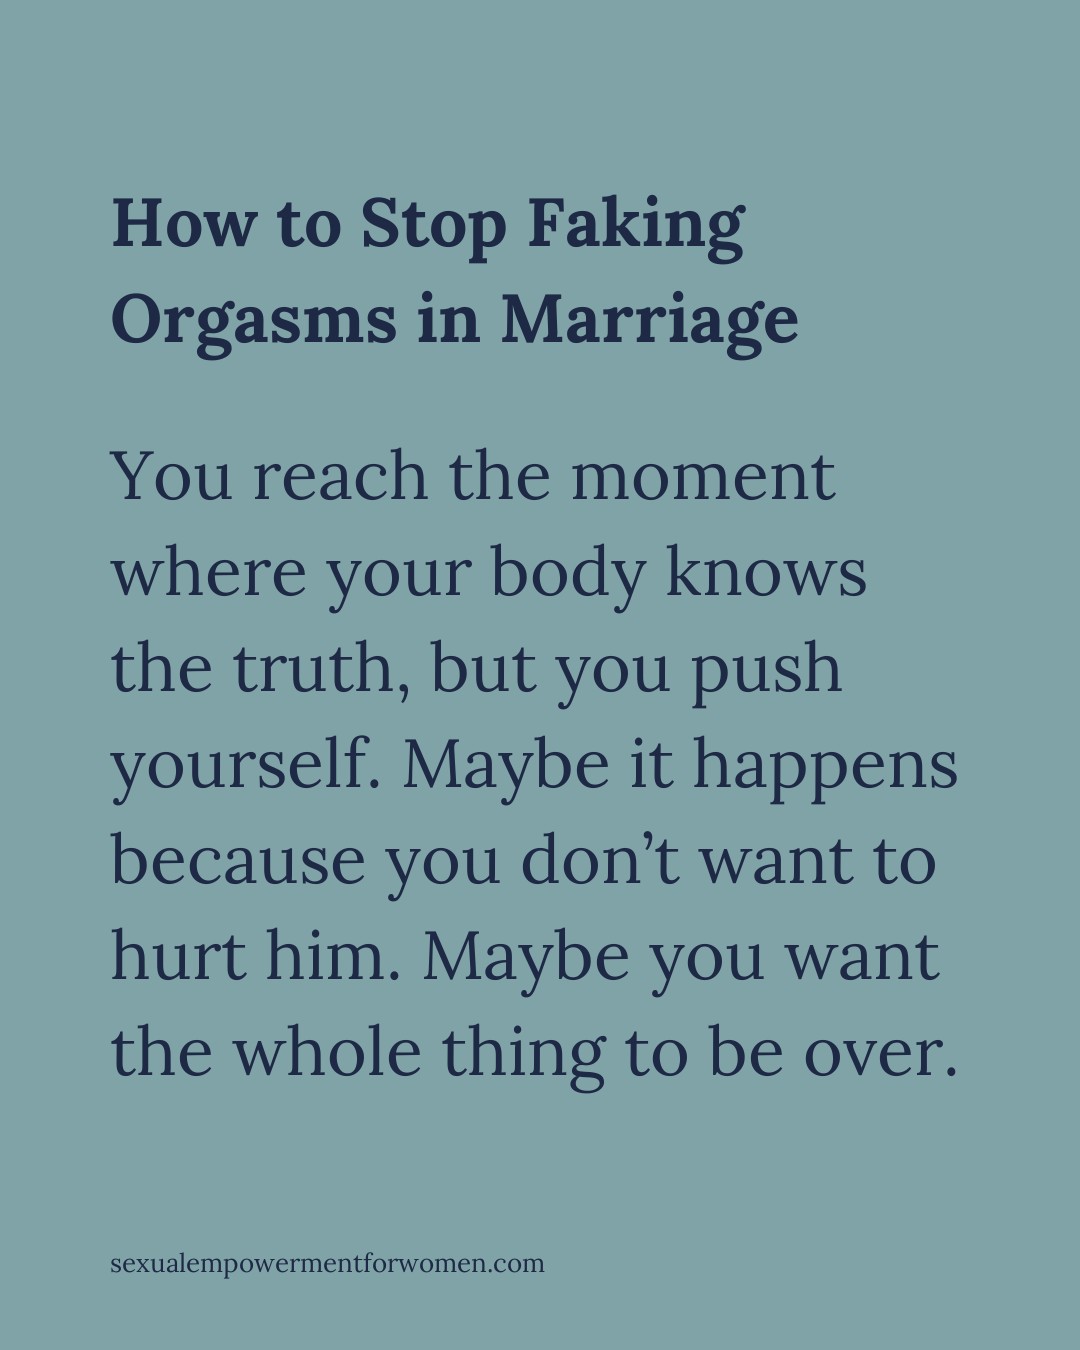 How to Stop Faking
Orgasms in Marriage
You reach the moment
where your body knows
the truth, but you push
yourself. Maybe it happens
because you don’t want to
hurt him. Maybe you want
the whole thing to be over.
sexualempowermentforwomen.com